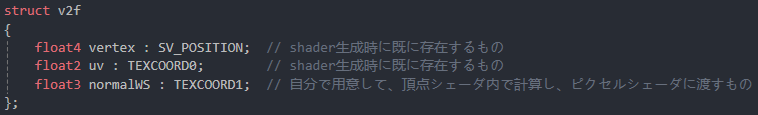 struct v2f
{
float4 vertex : SV_POSITION;  // shader生成時に既に存在するもの
float2 uv : TEXCOORD0;        // shader生成時に既に存在するもの
float3 normalWS : TEXCOORD1;  // 自分で用意して、頂点シェーダ内で計算し、ピクセルシェーダに渡すもの
};